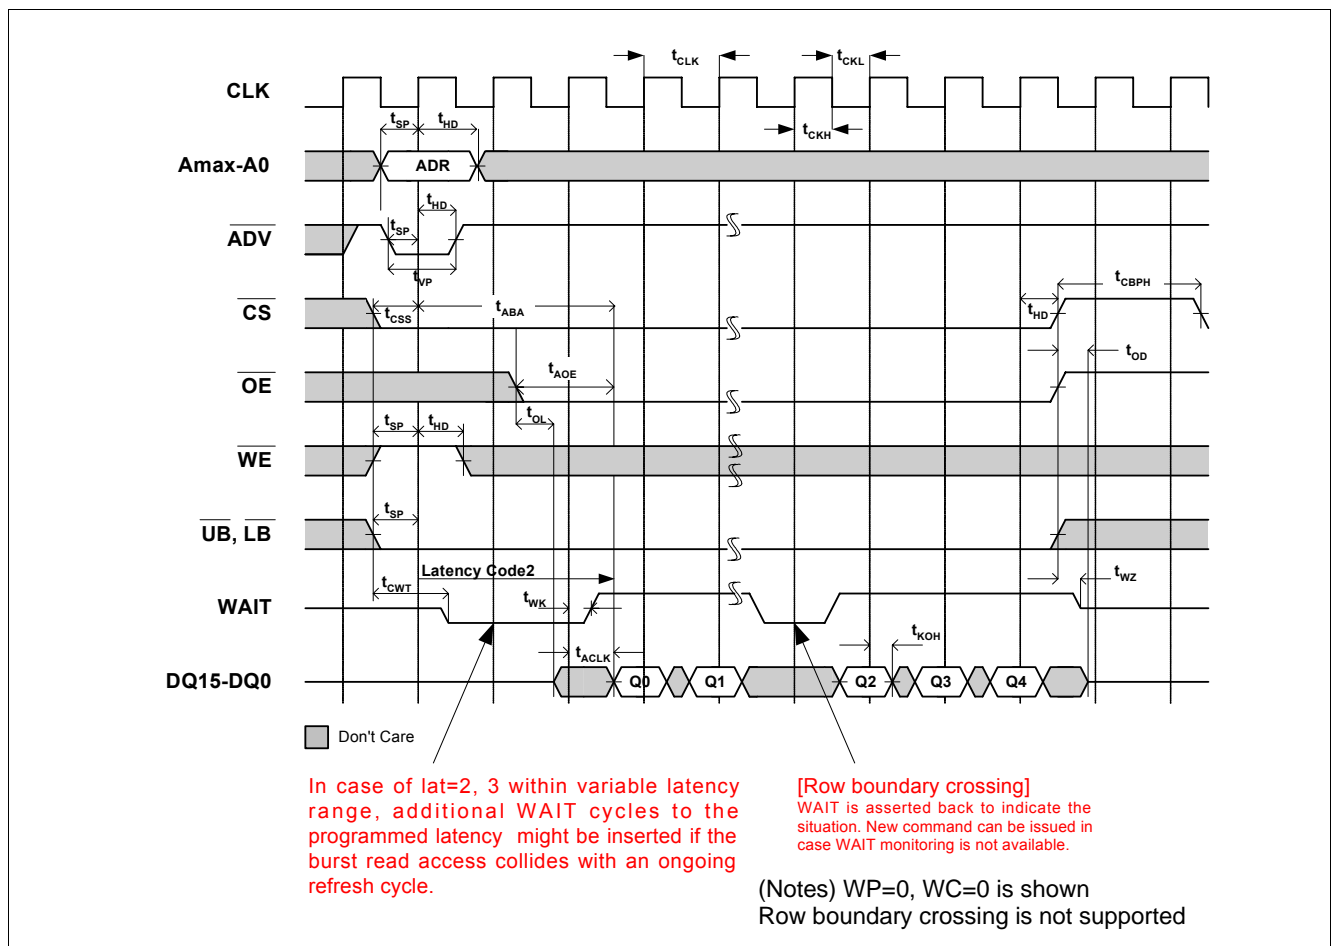 tCLK
tCKL
CLK
tSP
tHD
tCKH
Amax-A0
ADR
tHD
ADV
tSP
tVP
CS
tCSS
tABA
tHD
tCBPH
OE
tAOE
tOD
tOL
WE
tSP
tHD
UB, LB
tSP
Latency Code2
WAIT
tCWT
tWK
tWZ
tKOH
tACLK
DQ15-DQ0
Q0
Q1
Q2
Q3
Q4
Don't Care
In case of lat=2, 3 within variable latency
range, additional WAIT cycles to the
programmed latency might be inserted if the
burst read access collides with an ongoing
refresh cycle.
[Row boundary crossing]
WAIT is asserted back to indicate the
situation. New command can be issued in
case WAIT monitoring is not available.
(Notes) WP=0, WC=0 is shown
Row boundary crossing is not supported